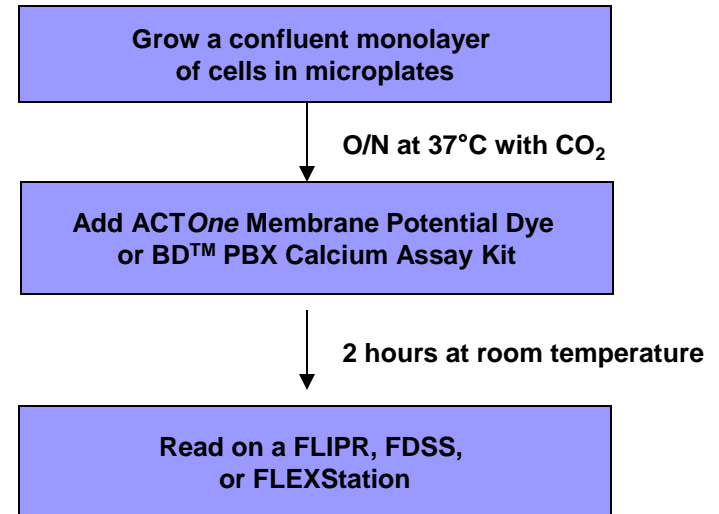 Grow a confluent monolayer
of cells in microplates
O/N at 37°C with CO₂
Add ACTOne Membrane Potential Dye
or BD™ PBX Calcium Assay Kit
2 hours at room temperature
Read on a FLIPR, FDSS,
or FLEXStation